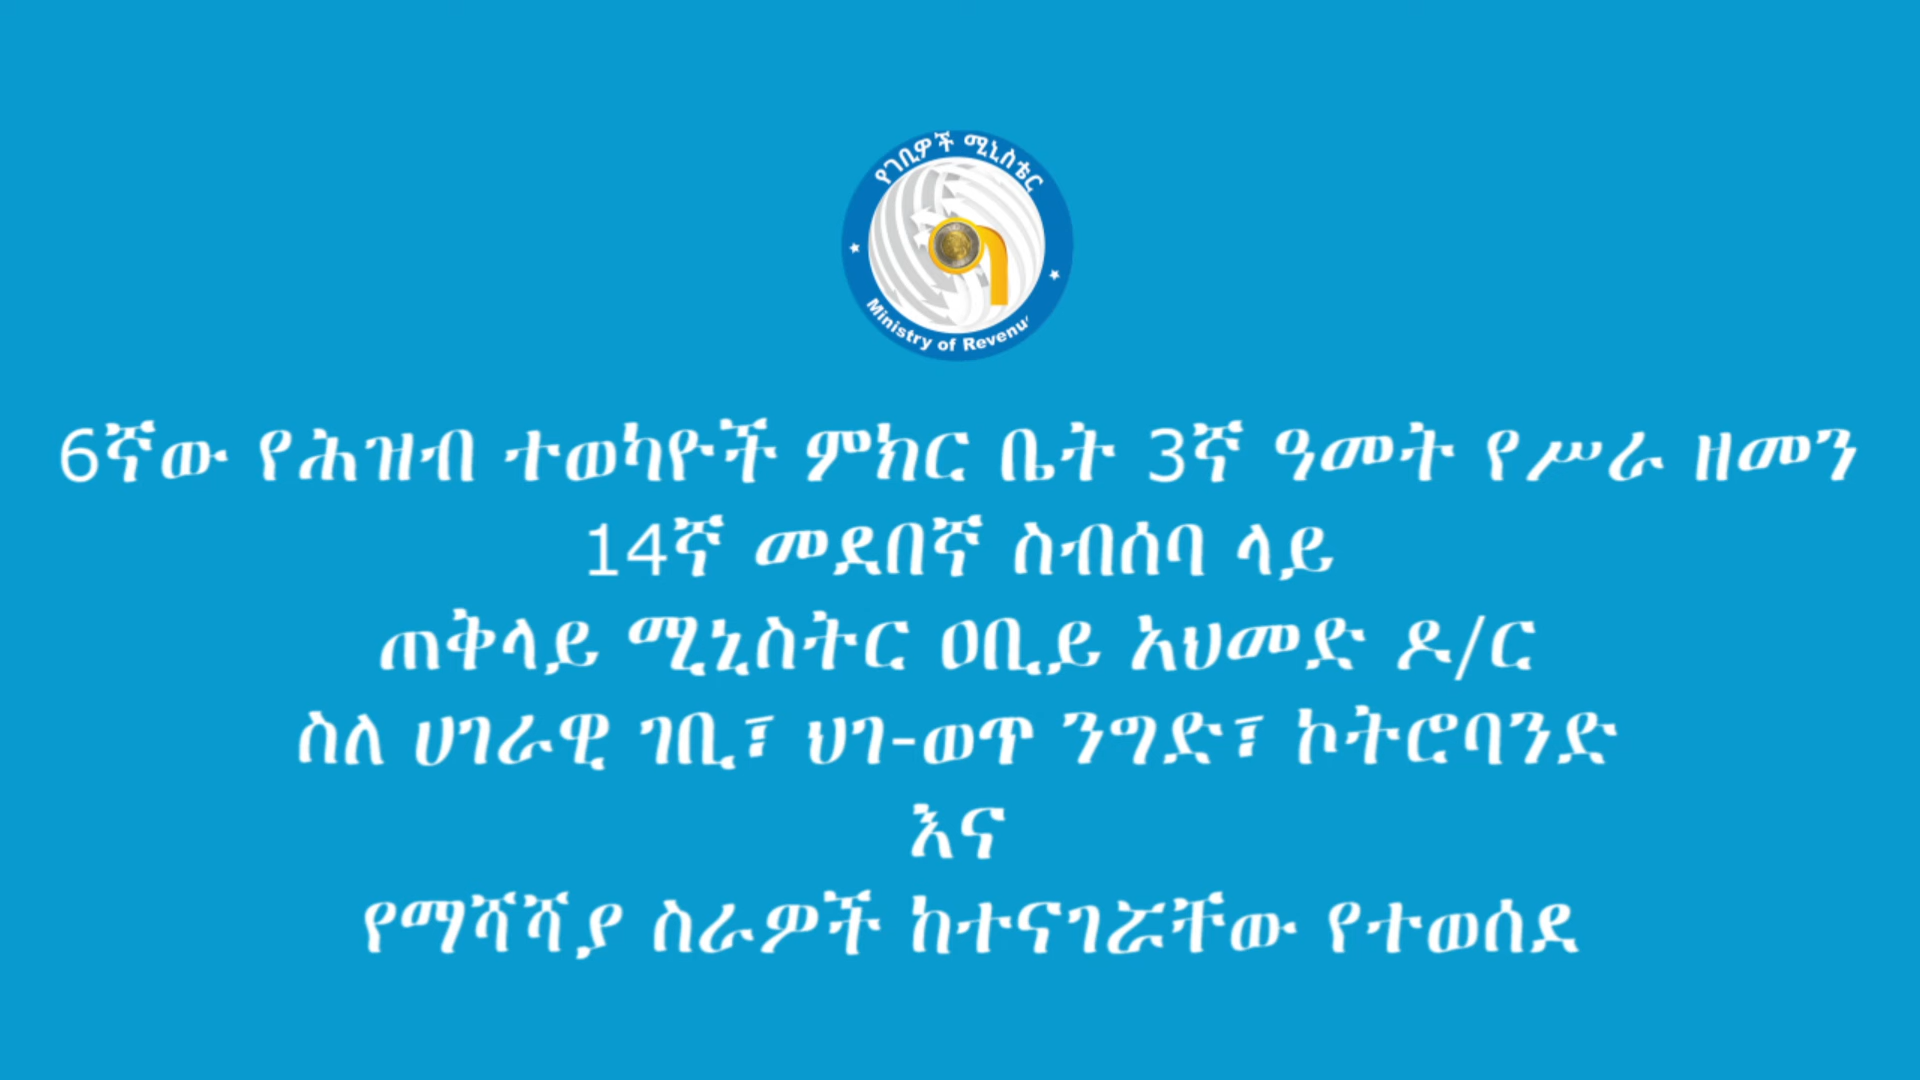 የገቢዎች ሚኒስቴር
Ministry of Revenu
6ኛው የሕዝብ ተወካዮች ምክር ቤት 3ኛ ዓመት የሥራ ዘመን
14ኛ መደበኛ ስብሰባ ላይ
ጠቅላይ ሚኒስትር ዐቢይ አህመድ ዶ/ር
ስለ ሀገራዊ ገቢ፣ ህገ-ወጥ ንግድ፣ ኮትሮባንድ
እና
የማሻሻያ ስራዎች ከተናገሯቸው የተወሰደ